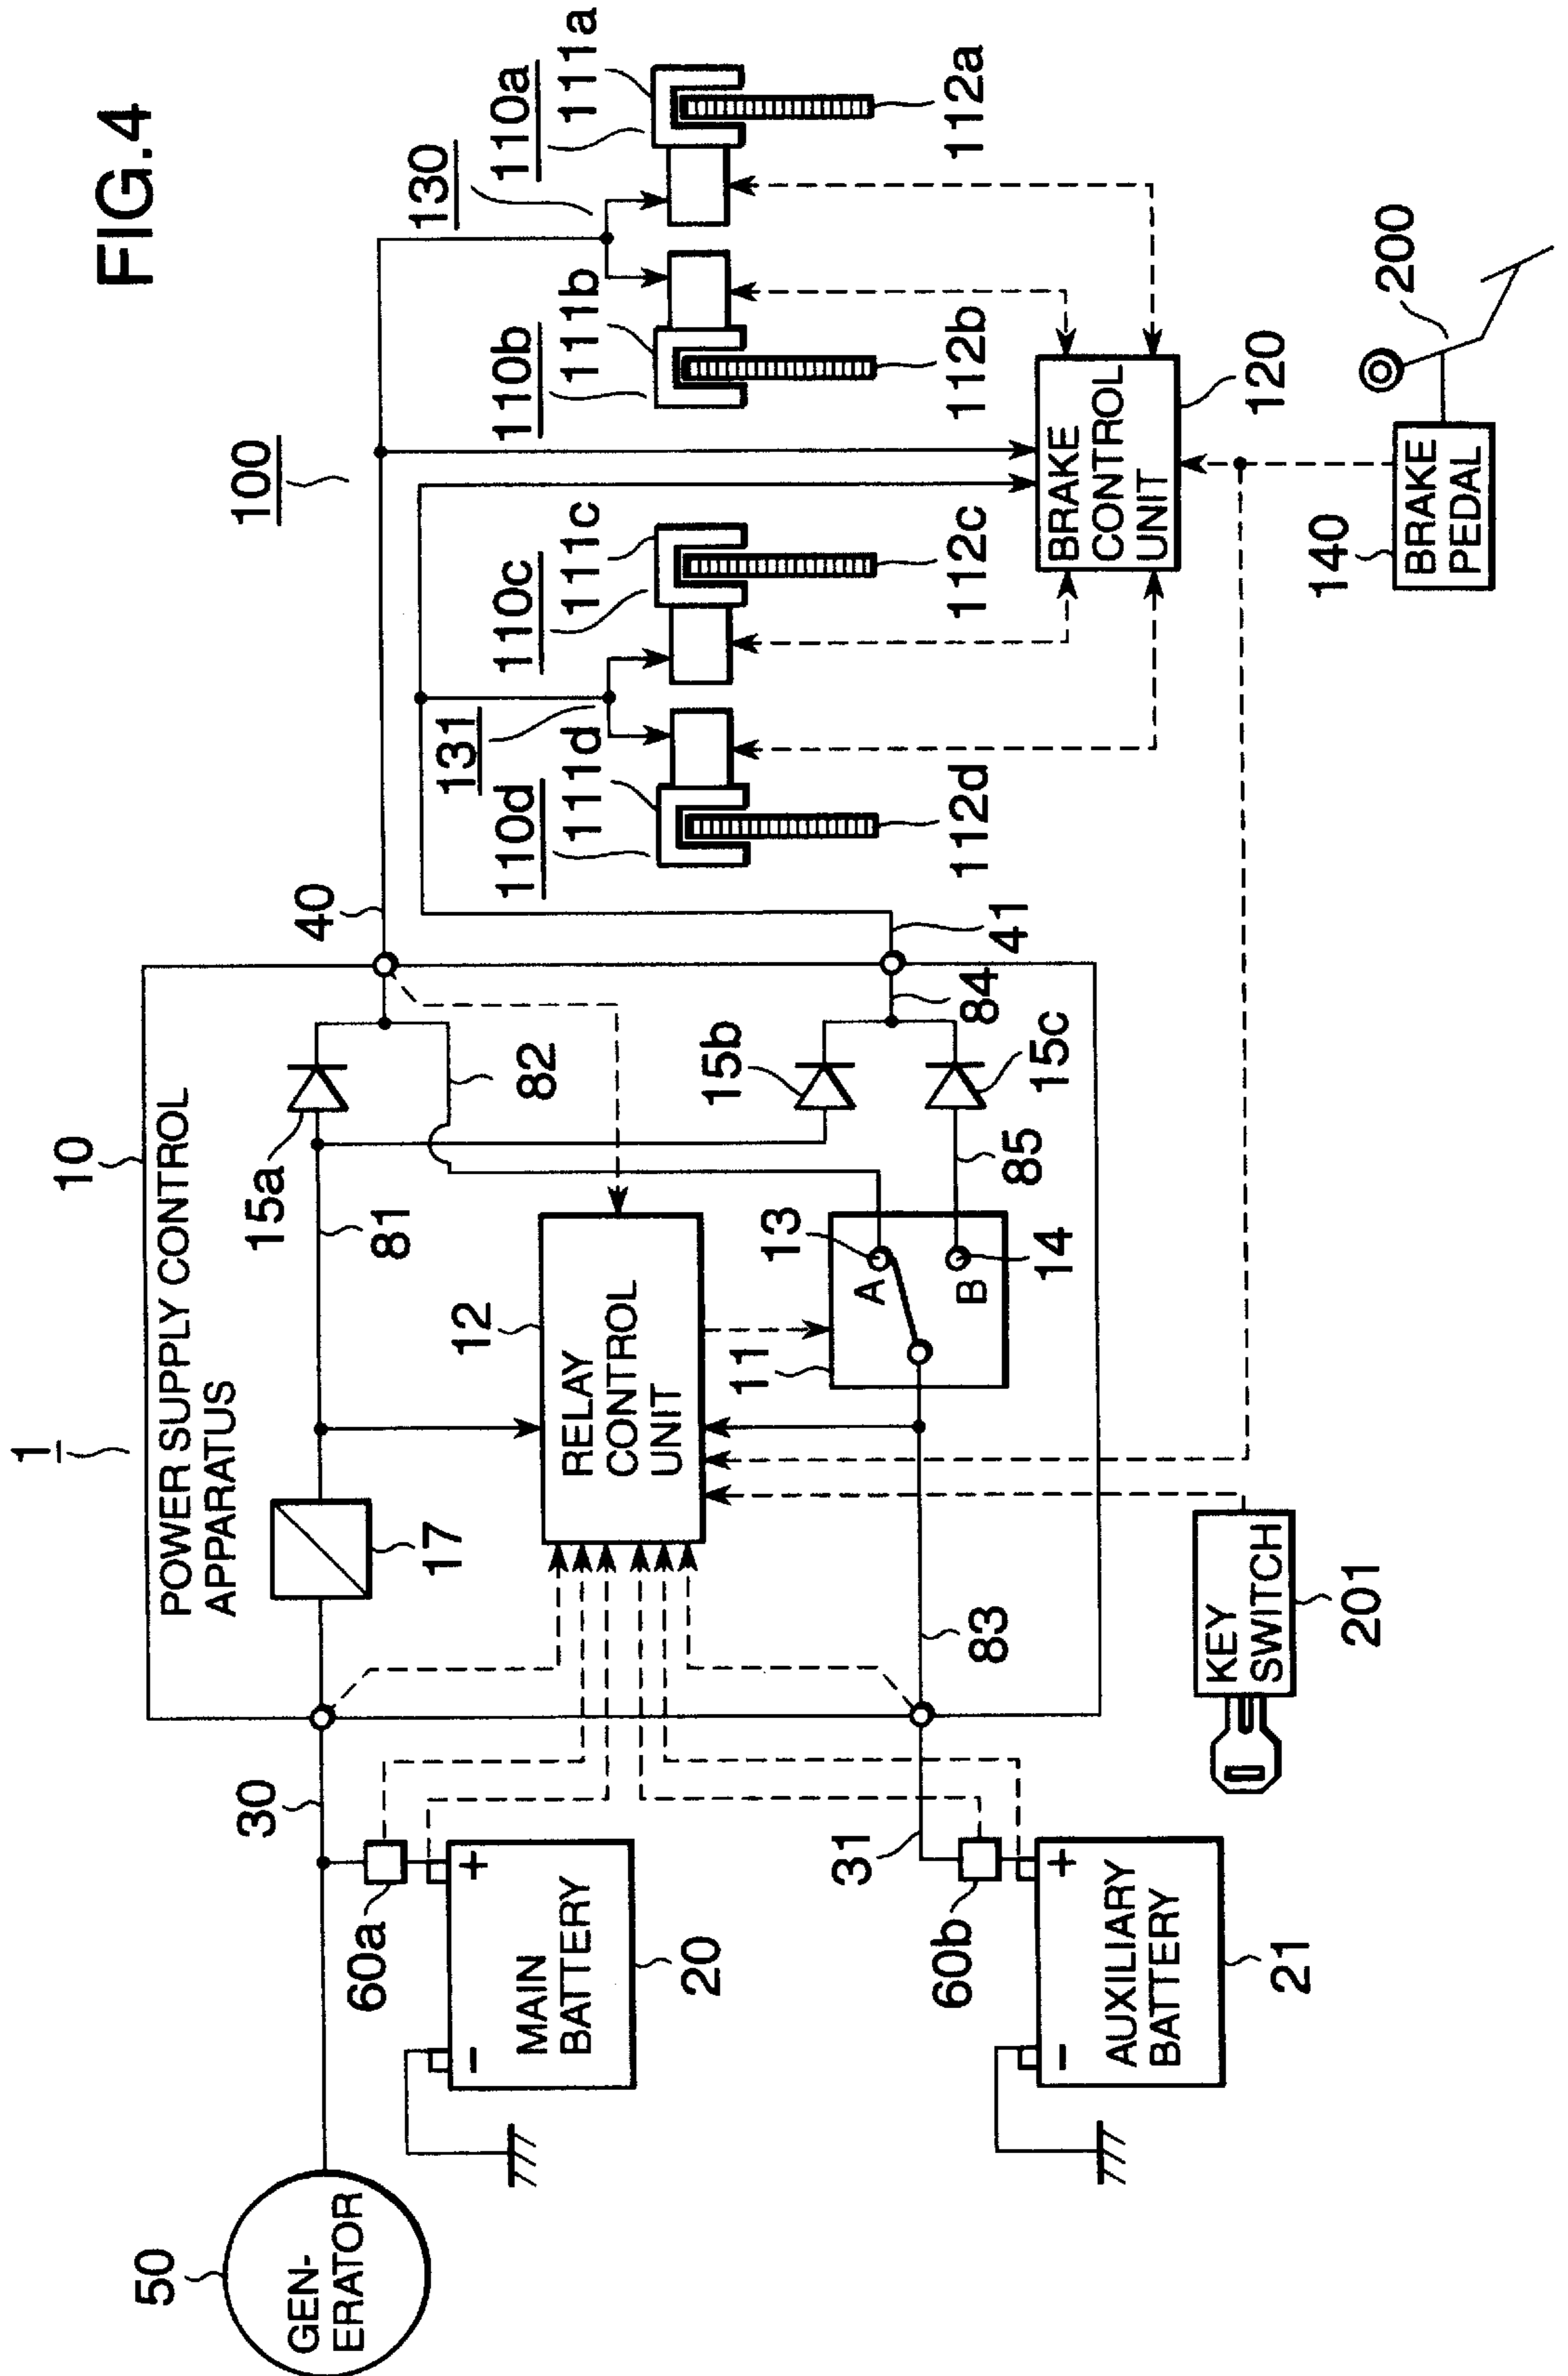 FIG.4
1
10
POWER SUPPLY CONTROL
APPARATUS
100
50
GEN-
ERATOR
30
17
81
15a
82
40
130
110a
111a
112a
110b
111b
112b
110c
111c
112c
131
110d
111d
112d
60a
MAIN
BATTERY
+
−
20
12
RELAY
CONTROL
UNIT
11
A
B
13
14
85
15b
15c
84
41
83
31
60b
AUXILIARY
BATTERY
+
−
21
KEY
SWITCH
201
BRAKE
CONTROL
UNIT
120
140
BRAKE
PEDAL
200